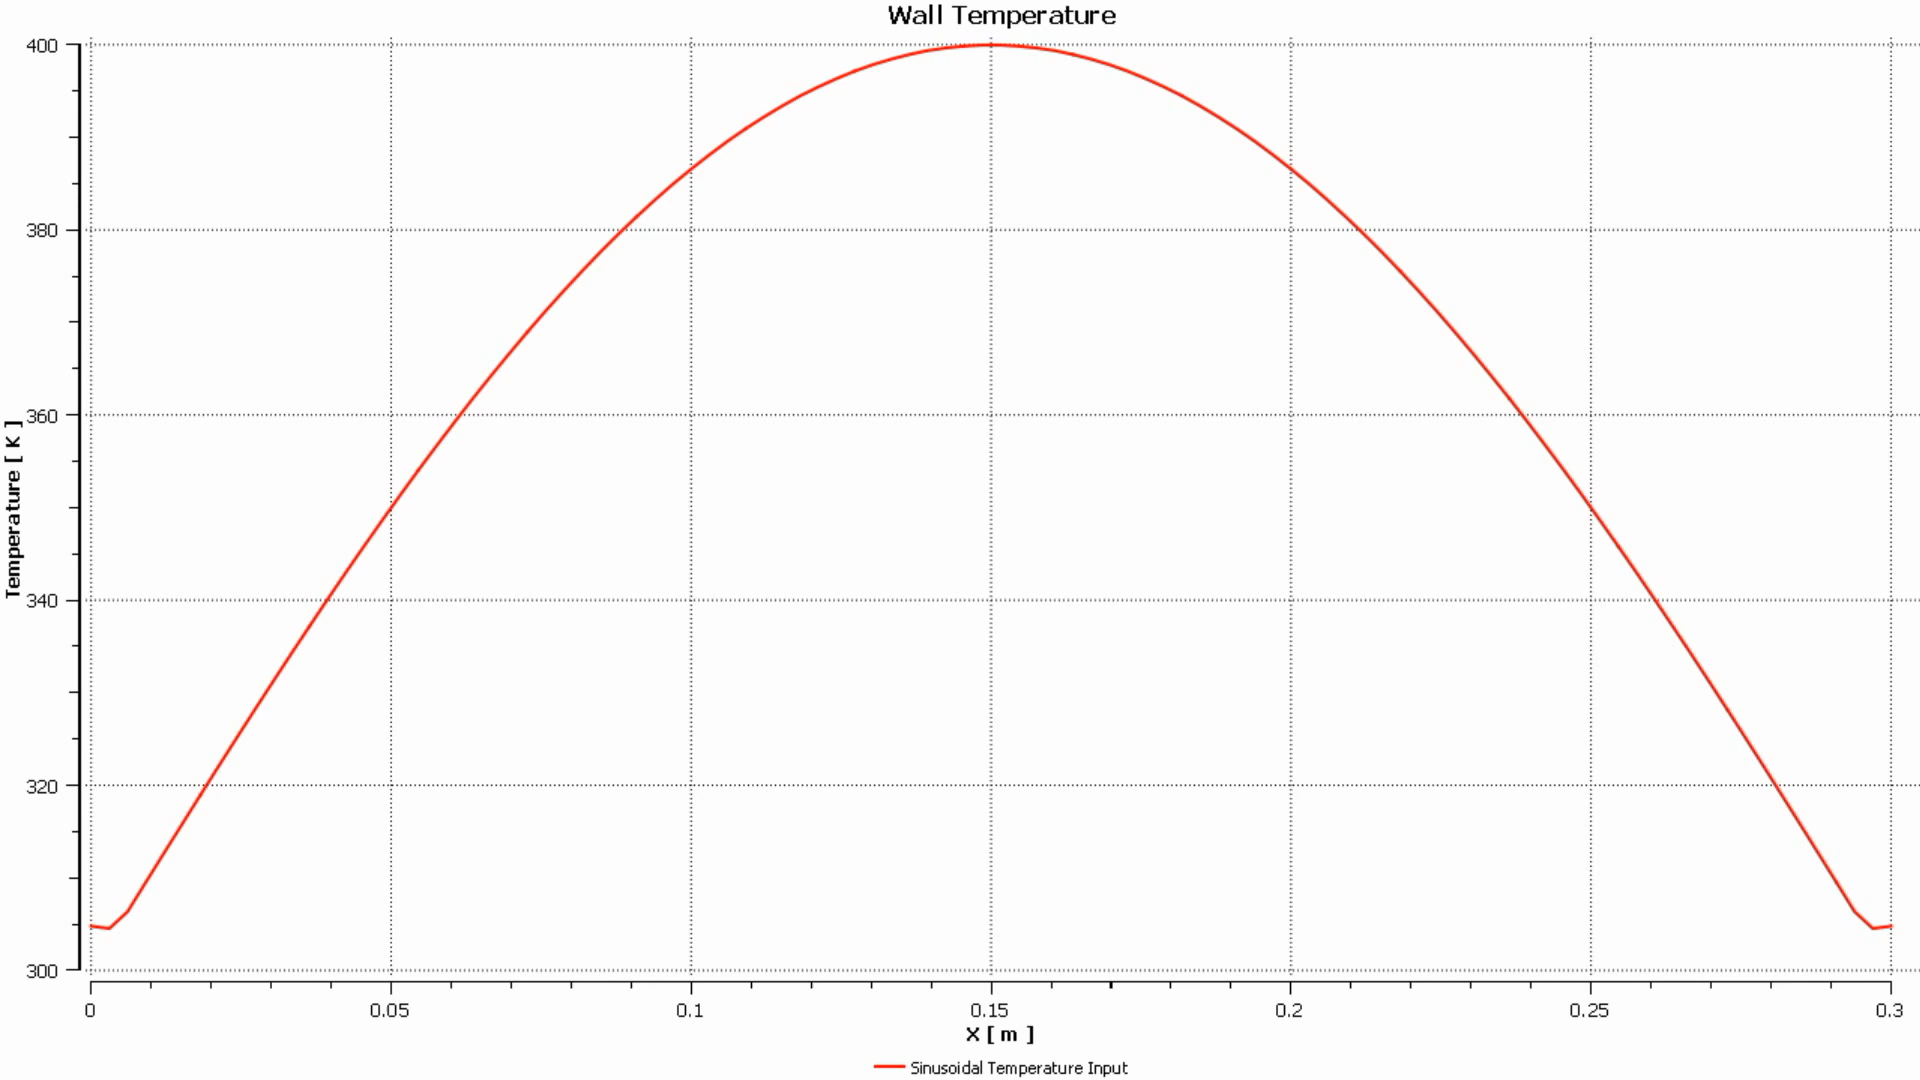 Wall Temperature
400
380
360
340
320
300
Temperature [ K ]
0 0.05 0.1 0.15 0.2 0.25 0.3
X [ m ]
Sinusoidal Temperature Input